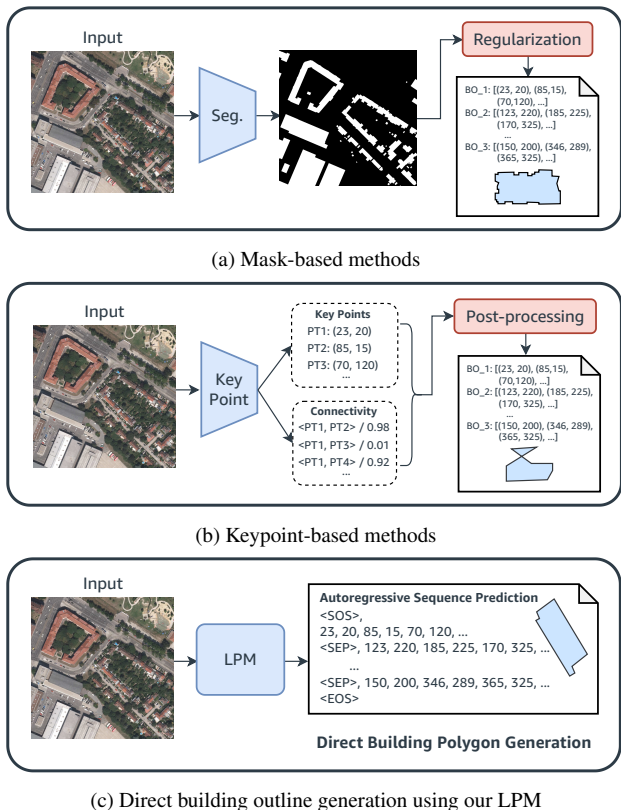 Input
Seg.
Regularization
BO_1: [(23, 20), (85,15),
(70,120), ...]
BO_2: [(123, 220), (185, 225),
(170, 325), ...]
...
BO_3: [(150, 200), (346, 289),
(365, 325), ...]
(a) Mask-based methods
Input
Key
Point
Key Points
PT1: (23, 20)
PT2: (85, 15)
PT3: (70, 120)
...
Connectivity
<PT1, PT2> / 0.98
<PT1, PT3> / 0.01
<PT1, PT4> / 0.92
...
Post-processing
BO_1: [(23, 20), (85,15),
(70,120), ...]
BO_2: [(123, 220), (185, 225),
(170, 325), ...]
...
BO_3: [(150, 200), (346, 289),
(365, 325), ...]
(b) Keypoint-based methods
Input
LPM
Autoregressive Sequence Prediction
<SOS>,
23, 20, 85, 15, 70, 120, ...
<SEP>, 123, 220, 185, 225, 170, 325, ...
...
<SEP>, 150, 200, 346, 289, 365, 325, ...
<EOS>
Direct Building Polygon Generation
(c) Direct building outline generation using our LPM